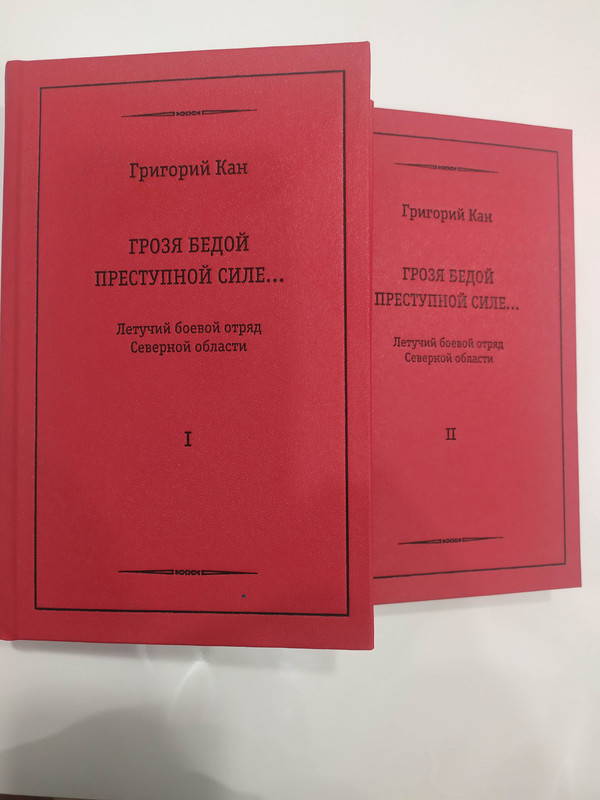 Григорий Кан
ГРОЗЯ БЕДОЙ
ПРЕСТУПНОЙ СИЛЕ...
Летучий боевой отряд
Северной области
I
Григорий Кан
ГРОЗЯ БЕДОЙ
ПРЕСТУПНОЙ СИЛЕ...
Летучий боевой отряд
Северной области
II